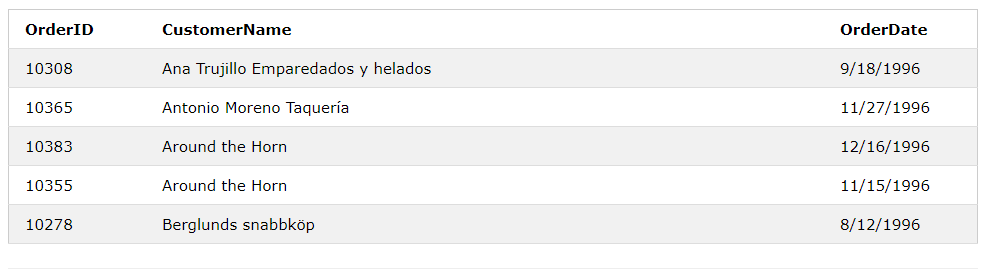 OrderID CustomerName OrderDate
10308 Ana Trujillo Emparedados y helados 9/18/1996
10365 Antonio Moreno Taquería 11/27/1996
10383 Around the Horn 12/16/1996
10355 Around the Horn 11/15/1996
10278 Berglunds snabbköp 8/12/1996